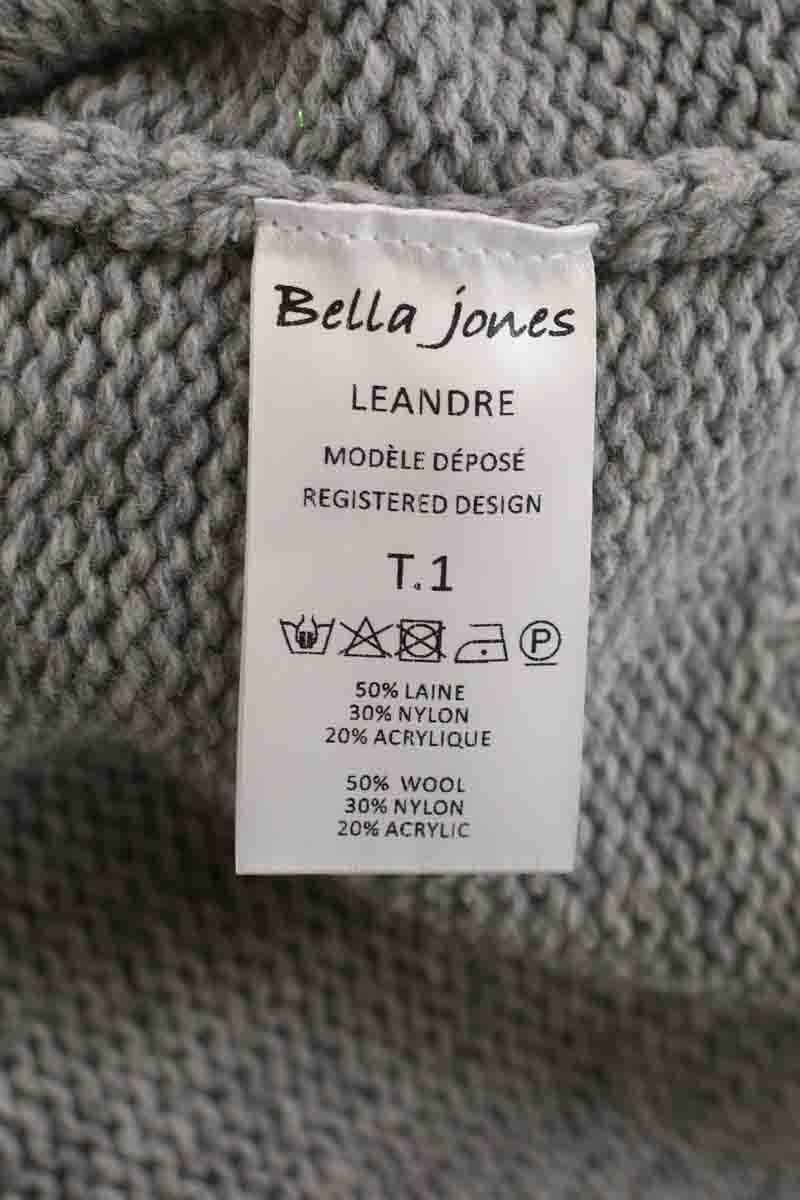 Bella jones
LEANDRE
MODÈLE DÉPOSÉ
REGISTERED DESIGN
T.1
P
50% LAINE
30% NYLON
20% ACRYLIQUE
50% WOOL
30% NYLON
20% ACRYLIC